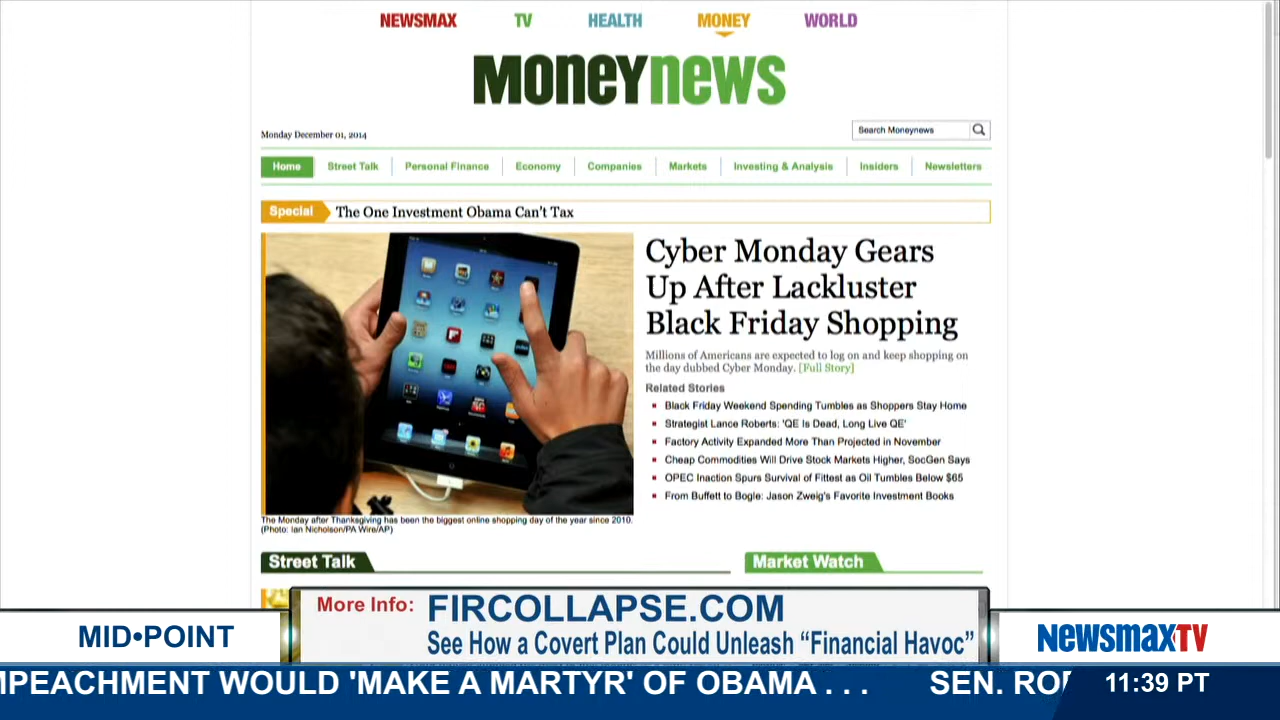 NEWSMAX TV HEALTH MONEY WORLD
MONEYNEWS
Monday December 01, 2014
Search Moneynews
Home Street Talk Personal Finance Economy Companies Markets Investing & Analysis Insiders Newsletters
Special The One Investment Obama Can't Tax
Cyber Monday Gears
Up After Lackluster
Black Friday Shopping
Millions of Americans are expected to log on and keep shopping on
the day dubbed Cyber Monday. [Full Story]
Related Stories
Black Friday Weekend Spending Tumbles as Shoppers Stay Home
Strategist Lance Roberts: 'QE Is Dead, Long Live QE'
Factory Activity Expanded More Than Projected in November
Cheap Commodities Will Drive Stock Markets Higher, SocGen Says
OPEC Inaction Spurs Survival of Fittest as Oil Tumbles Below $65
From Buffett to Bogle: Jason Zweig's Favorite Investment Books
The Monday after Thanksgiving has been the biggest online shopping day of the year since 2010.
(Photo: Ian Nicholson/PA Wire/AP)
Street Talk Market Watch
More Info: FIRCOLLAPSE.COM
See How a Covert Plan Could Unleash “Financial Havoc”
MID•POINT
NEWSMAXTV
MPEACHMENT WOULD 'MAKE A MARTYR' OF OBAMA . . . SEN. RO
11:39 PT